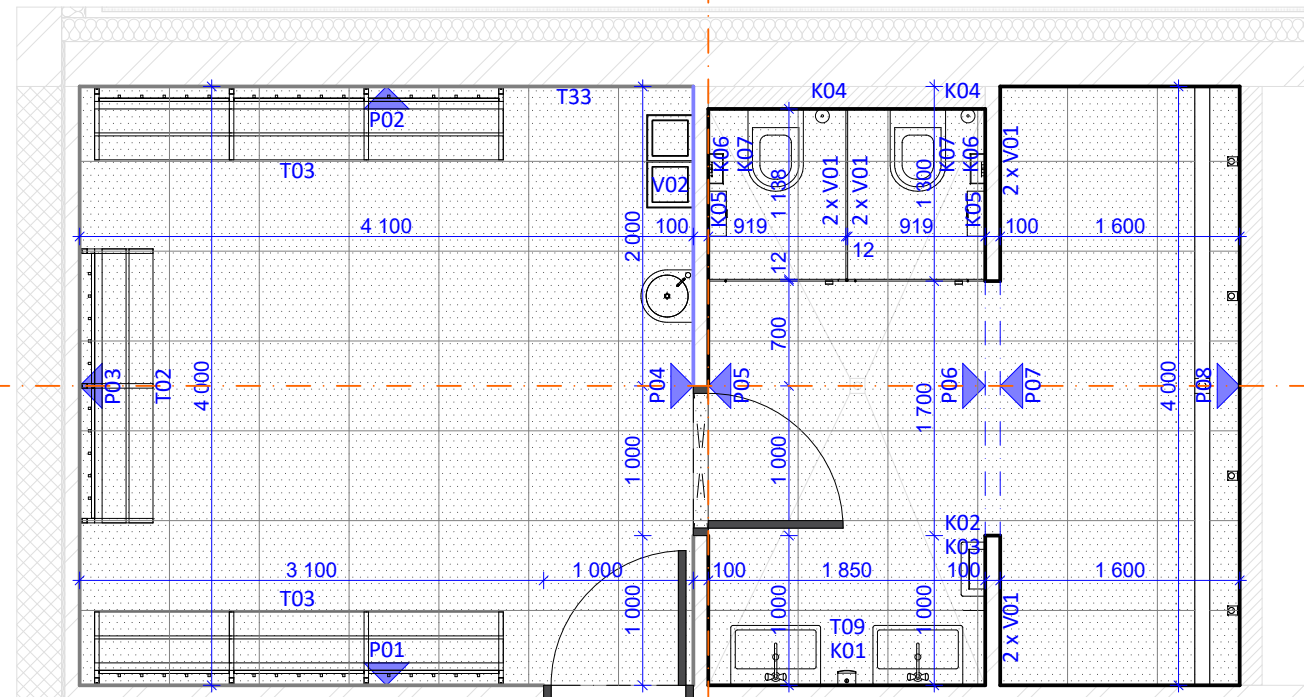 K04
K04
T33
P02
K06
K07
K07
K06
2 x V01
T03
V02
1 138
2 x V01
2 x V01
1 300
K05
K05
4 100
100
919
919
100
1 600
2 000
12
12
700
P03
T02
4 000
P04
P05
P06
P07
4 000
P08
1 700
1 000
1 000
K02
K03
3 100
1 000
100
1 850
100
1 600
T03
1 000
1 000
1 000
T09
K01
2 x V01
P01